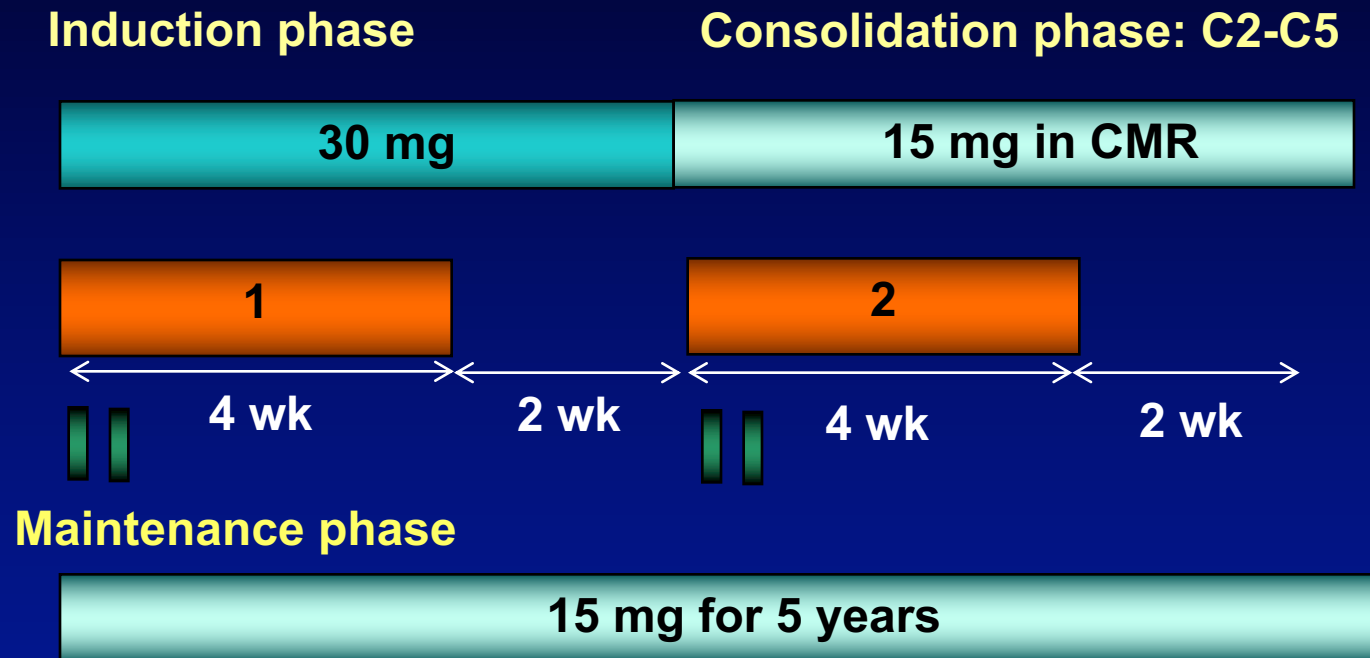 Induction phase
Consolidation phase: C2-C5
30 mg
15 mg in CMR
1
2
4 wk
2 wk
4 wk
2 wk
Maintenance phase
15 mg for 5 years